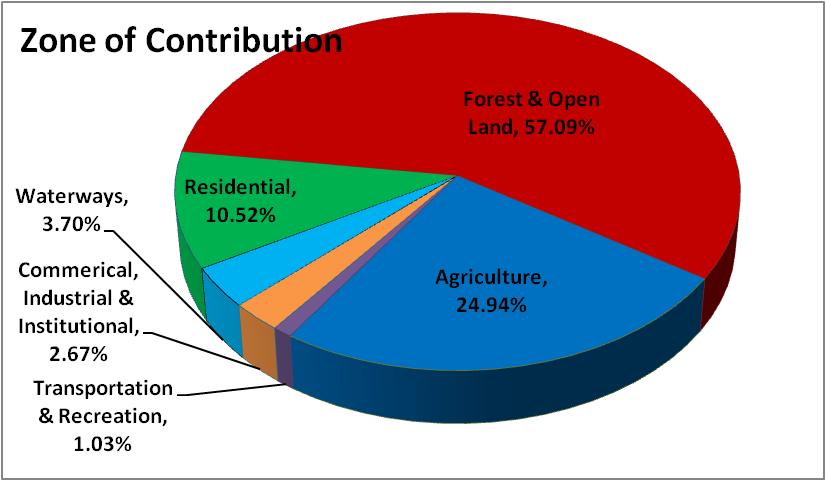 Zone of Contribution
Forest & Open
Land, 57.09%
Residential,
10.52%
Waterways,
3.70%
Commerical,
Industrial &
Institutional,
2.67%
Transportation
& Recreation,
1.03%
Agriculture,
24.94%